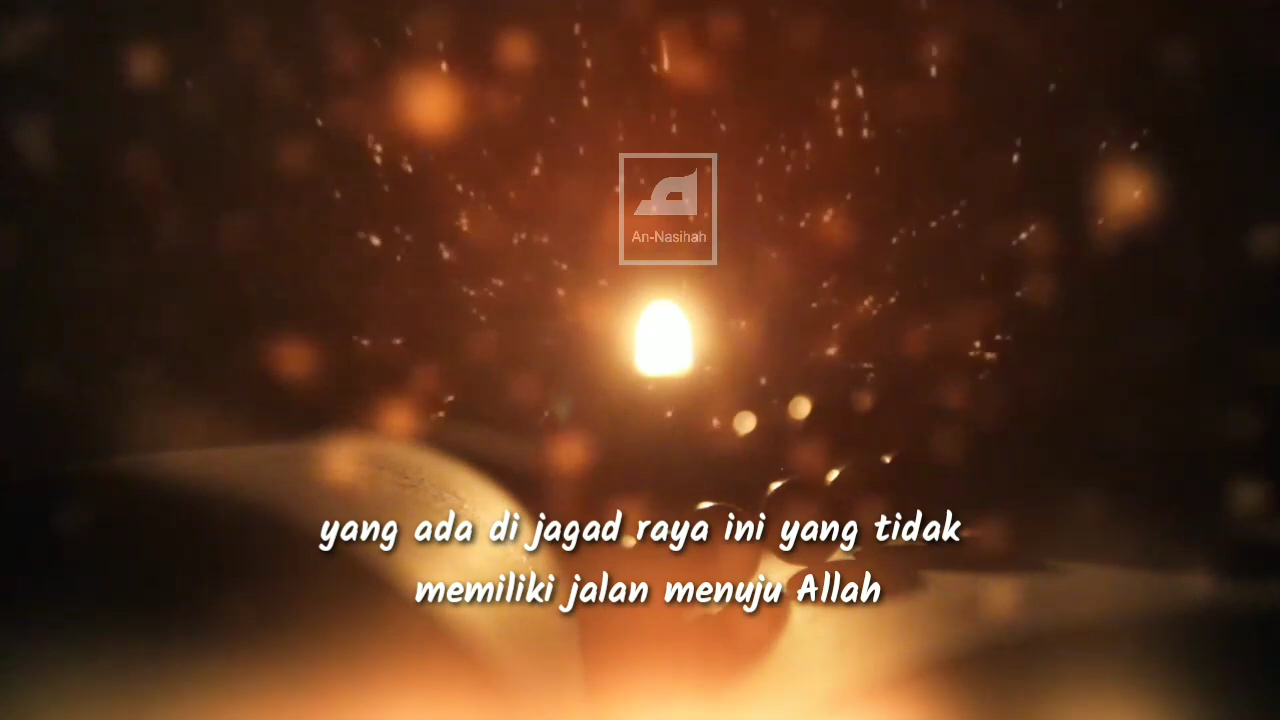 An-Nasihah
yang ada di jagad raya ini yang tidak
memiliki jalan menuju Allah